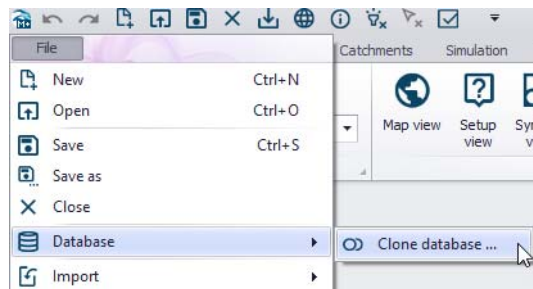 File
Catchments
Simulation
New Ctrl+N
Open Ctrl+O
Save Ctrl+S
Save as
Close
Database
Import
Map view
Setup view
Clone database ...